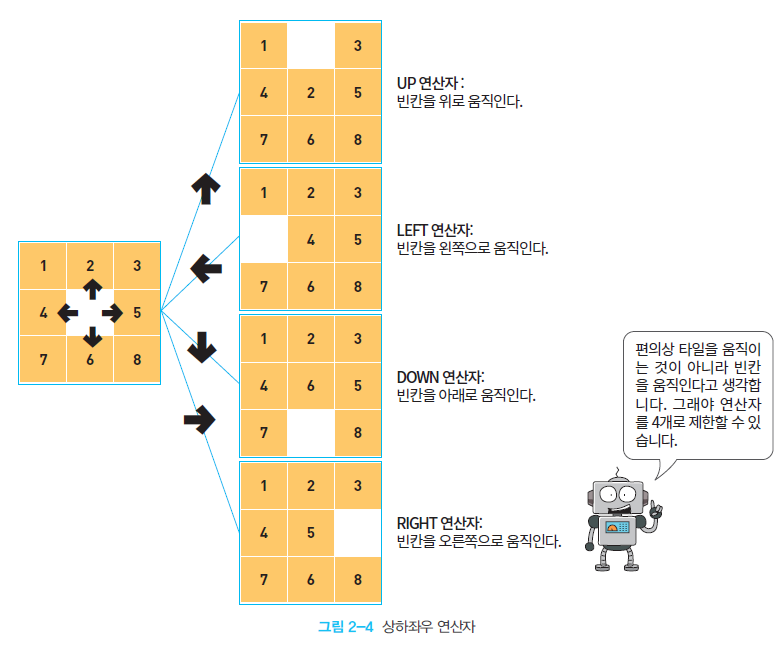 1 3
4 2 5
7 6 8
UP 연산자 :
빈칸을 위로 움직인다.
1 2 3
4 5
7 6 8
LEFT 연산자:
빈칸을 왼쪽으로 움직인다.
1 2 3
4 5
7 6 8
1 2 3
4 6 5
7 8
DOWN 연산자:
빈칸을 아래로 움직인다.
1 2 3
4 5
7 6 8
RIGHT 연산자:
빈칸을 오른쪽으로 움직인다.
편의상 타일을 움직이
는 것이 아니라 빈칸
을 움직인다고 생각합
니다. 그래야 연산자
를 4개로 제한할 수 있
습니다.
그림 2-4 상하좌우 연산자